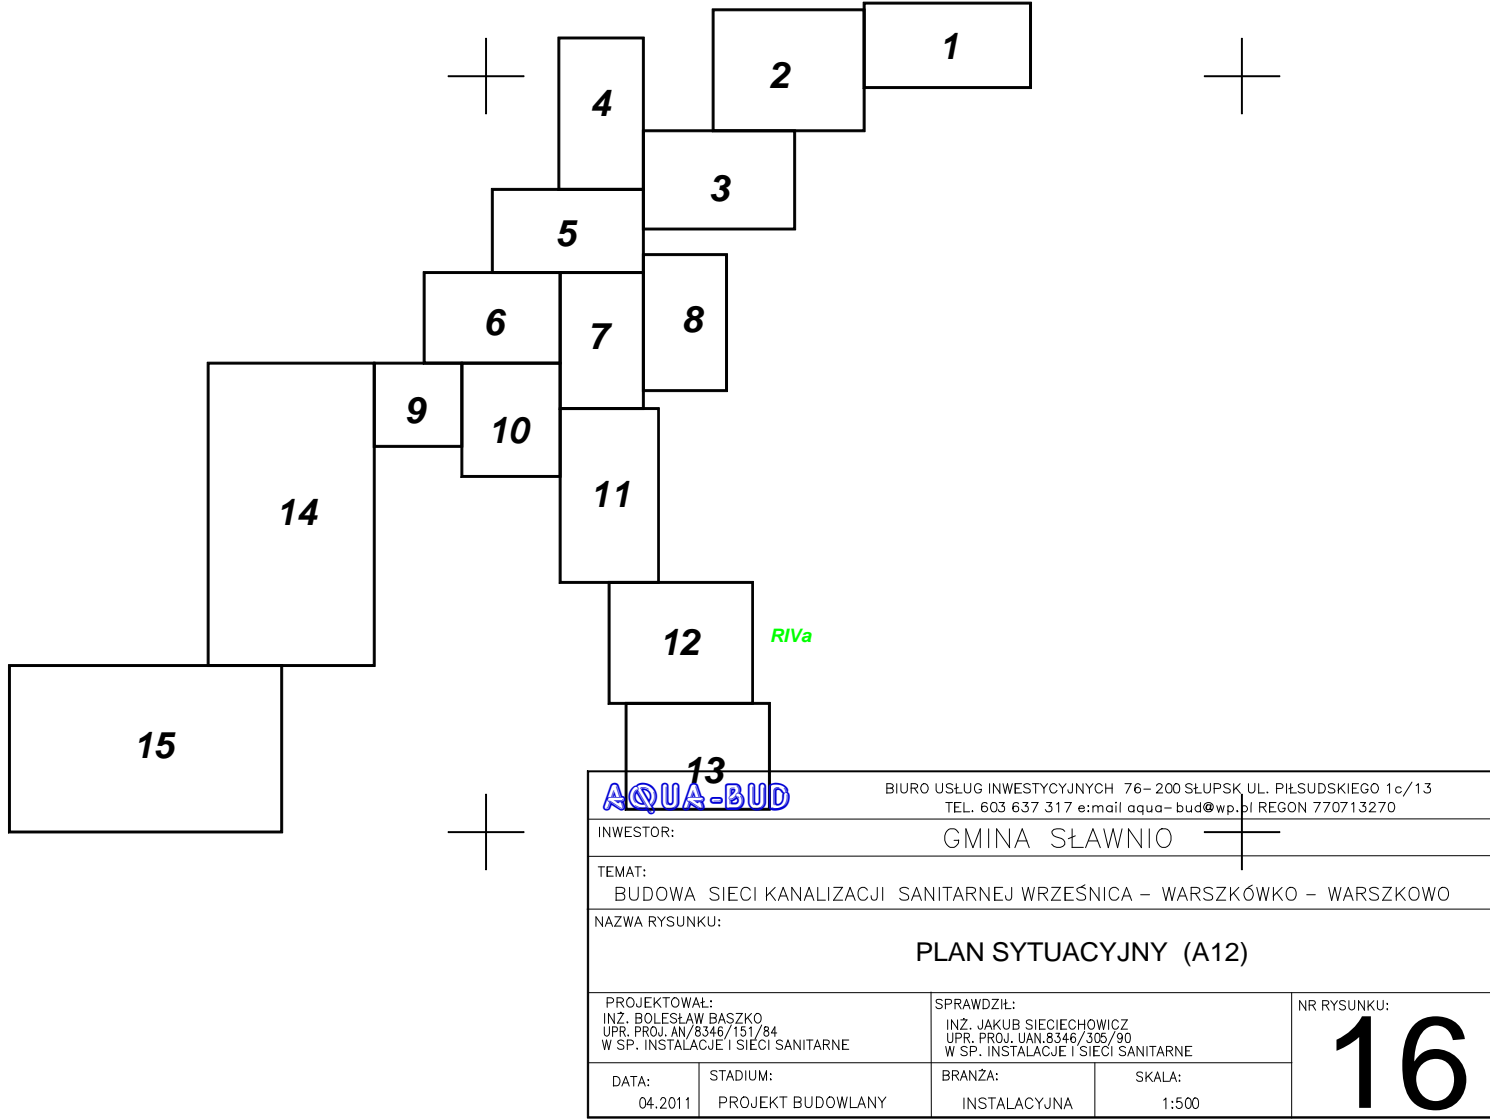 1
2
4
3
5
6
7
8
9
10
11
14
12
RIVa
15
13
AQUA-BUD
BIURO USŁUG INWESTYCYJNYCH 76-200 SŁUPSK UL. PIŁSUDSKIEGO 1c/13
TEL. 603 637 317 e:mail aqua-bud@wp.pl REGON 770713270
INWESTOR:
GMINA SŁAWNIO
TEMAT:
BUDOWA SIECI KANALIZACJI SANITARNEJ WRZEŚNICA – WARSZKÓWKO – WARSZKOWO
NAZWA RYSUNKU:
PLAN SYTUACYJNY (A12)
PROJEKTOWAŁ:
INŻ. BOLESŁAW BASZKO
UPR. PROJ. AN/8346/151/84
W SP. INSTALACJE I SIECI SANITARNE
SPRAWDZIŁ:
INŻ. JAKUB SIECIECHOWICZ
UPR. PROJ. UAN.8346/305/90
W SP. INSTALACJE I SIECI SANITARNE
NR RYSUNKU:
16
DATA:
04.2011
STADIUM:
PROJEKT BUDOWLANY
BRANŻA:
INSTALACYJNA
SKALA:
1:500